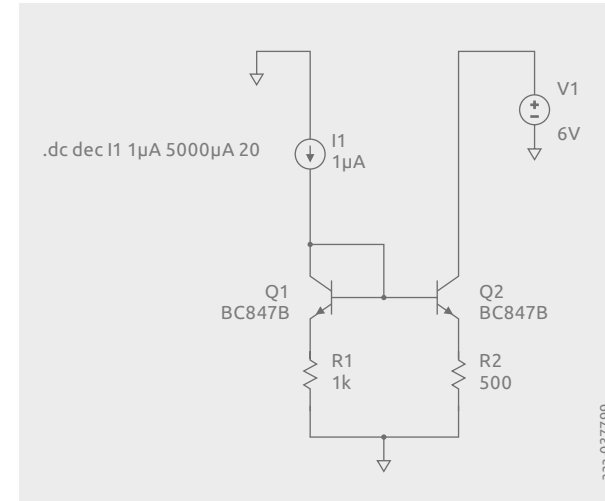 V1
6V
.dc dec I1 1µA 5000µA 20
I1
1µA
Q1
BC847B
Q2
BC847B
R1
1k
R2
500